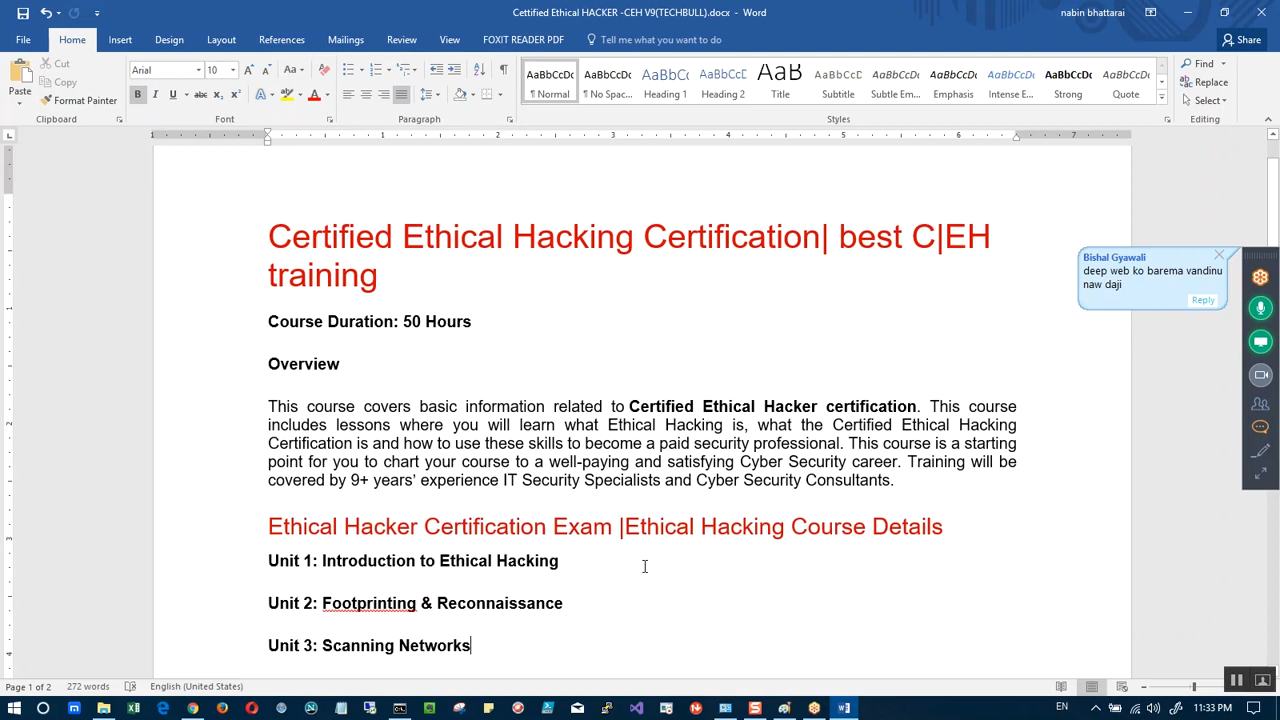 Cettified Ethical HACKER -CEH V9(TECHBULL).docx - Word
nabin bhattarai
File
Home
Insert
Design
Layout
References
Mailings
Review
View
FOXIT READER PDF
Tell me what you want to do
Share
Paste
Cut
Copy
Format Painter
Clipboard
Arial
10
Font
Paragraph
AaBbCcDc
¶ Normal
AaBbCcDc
¶ No Spac...
AaBbCc
Heading 1
AaBbCcC
Heading 2
AaB
Title
AaBbCcD
Subtitle
AaBbCcDc
Subtle Em...
AaBbCcDc
Emphasis
AaBbCcDc
Intense E...
AaBbCcDc
Strong
AaBbCcDc
Quote
Styles
Find
Replace
Select
Editing
Certified Ethical Hacking Certification| best C|EH
training
Course Duration: 50 Hours
Overview
This course covers basic information related to Certified Ethical Hacker certification. This course
includes lessons where you will learn what Ethical Hacking is, what the Certified Ethical Hacking
Certification is and how to use these skills to become a paid security professional. This course is a starting
point for you to chart your course to a well-paying and satisfying Cyber Security career. Training will be
covered by 9+ years’ experience IT Security Specialists and Cyber Security Consultants.
Ethical Hacker Certification Exam |Ethical Hacking Course Details
Unit 1: Introduction to Ethical Hacking
Unit 2: Footprinting & Reconnaissance
Unit 3: Scanning Networks
Bishal Gyawali
deep web ko barema vandinu
naw daji
Reply
Page 1 of 2
272 words
English (United States)
100%
ENG
11:33 PM